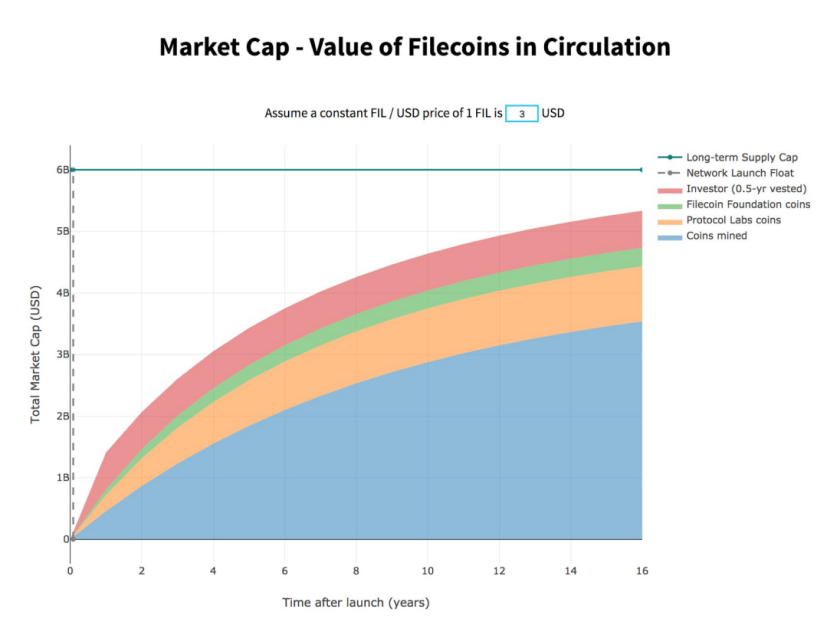 Market Cap - Value of Filecoins in Circulation
Assume a constant FIL / USD price of 1 FIL is 3 USD
Long-term Supply Cap
Network Launch Float
Investor (0.5-yr vested)
Filecoin Foundation coins
Protocol Labs coins
Coins mined
6B
5B
4B
3B
2B
1B
0
Total Market Cap (USD)
0 2 4 6 8 10 12 14 16
Time after launch (years)